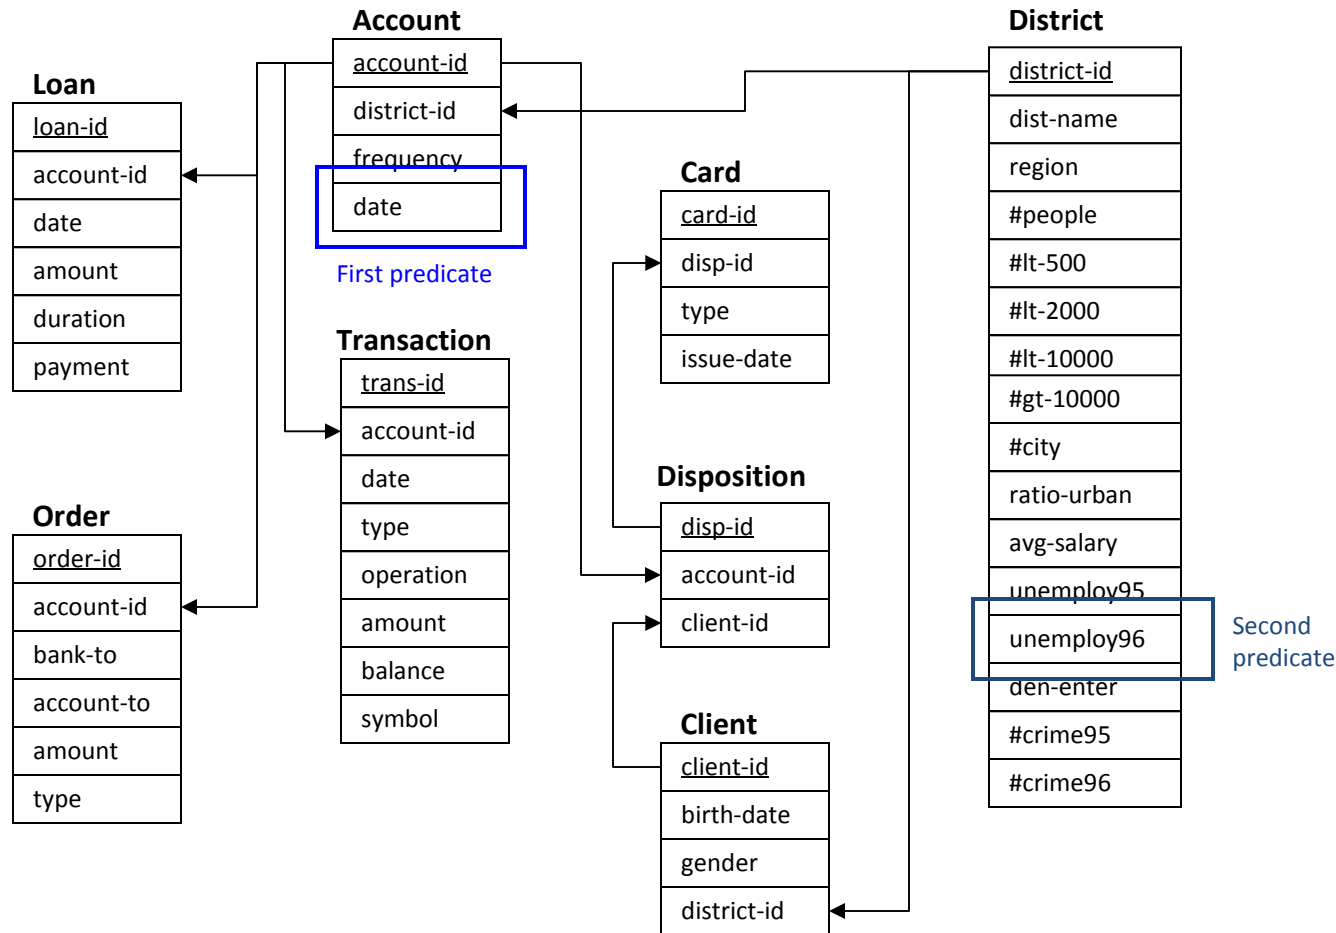 Account
account-id
district-id
frequency
date
First predicate
District
district-id
dist-name
region
#people
#lt-500
#lt-2000
#lt-10000
#gt-10000
#city
ratio-urban
avg-salary
unemploy95
unemploy96
den-enter
#crime95
#crime96
Second
predicate
Loan
loan-id
account-id
date
amount
duration
payment
Card
card-id
disp-id
type
issue-date
Transaction
trans-id
account-id
date
type
operation
amount
balance
symbol
Disposition
disp-id
account-id
client-id
Order
order-id
account-id
bank-to
account-to
amount
type
Client
client-id
birth-date
gender
district-id